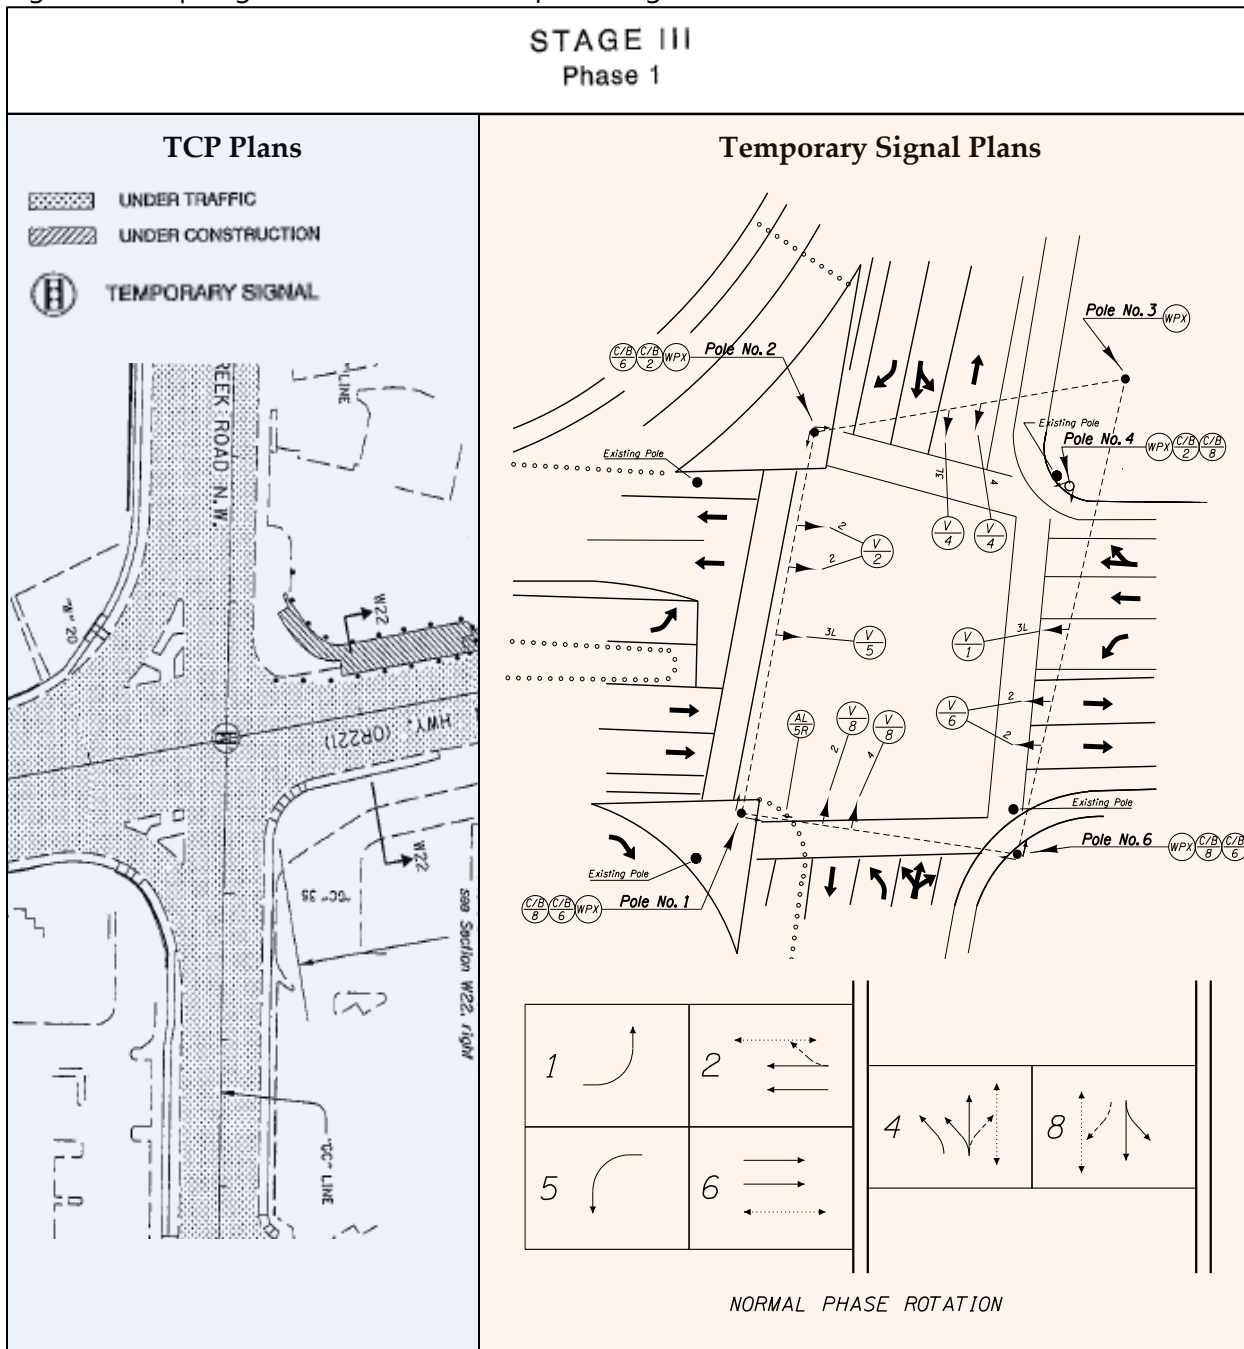 STAGE III
Phase 1
TCP Plans
UNDER TRAFFIC
UNDER CONSTRUCTION
TEMPORARY SIGNAL
REEK ROAD N.W.
LINE
W22
"W" 20
HWY. (OR221)
W22
"GC" 35
see Section W22, right
"GC" LINE
Temporary Signal Plans
Pole No. 3 WPX
C/B 6 C/B 2 WPX Pole No. 2
Existing Pole
Pole No. 4 WPX C/B 2 C/B 8
Existing Pole
3L
4
V 4
V 4
2
2
V 2
3L
V 5
3L
V 1
2
2
V 6
AL 5R
V 8
V 8
2
4
Existing Pole
Pole No. 6 WPX C/B 8 C/B 6
Existing Pole
C/B 8 C/B 6 WPX Pole No. 1
1
2
4
8
5
6
NORMAL PHASE ROTATION